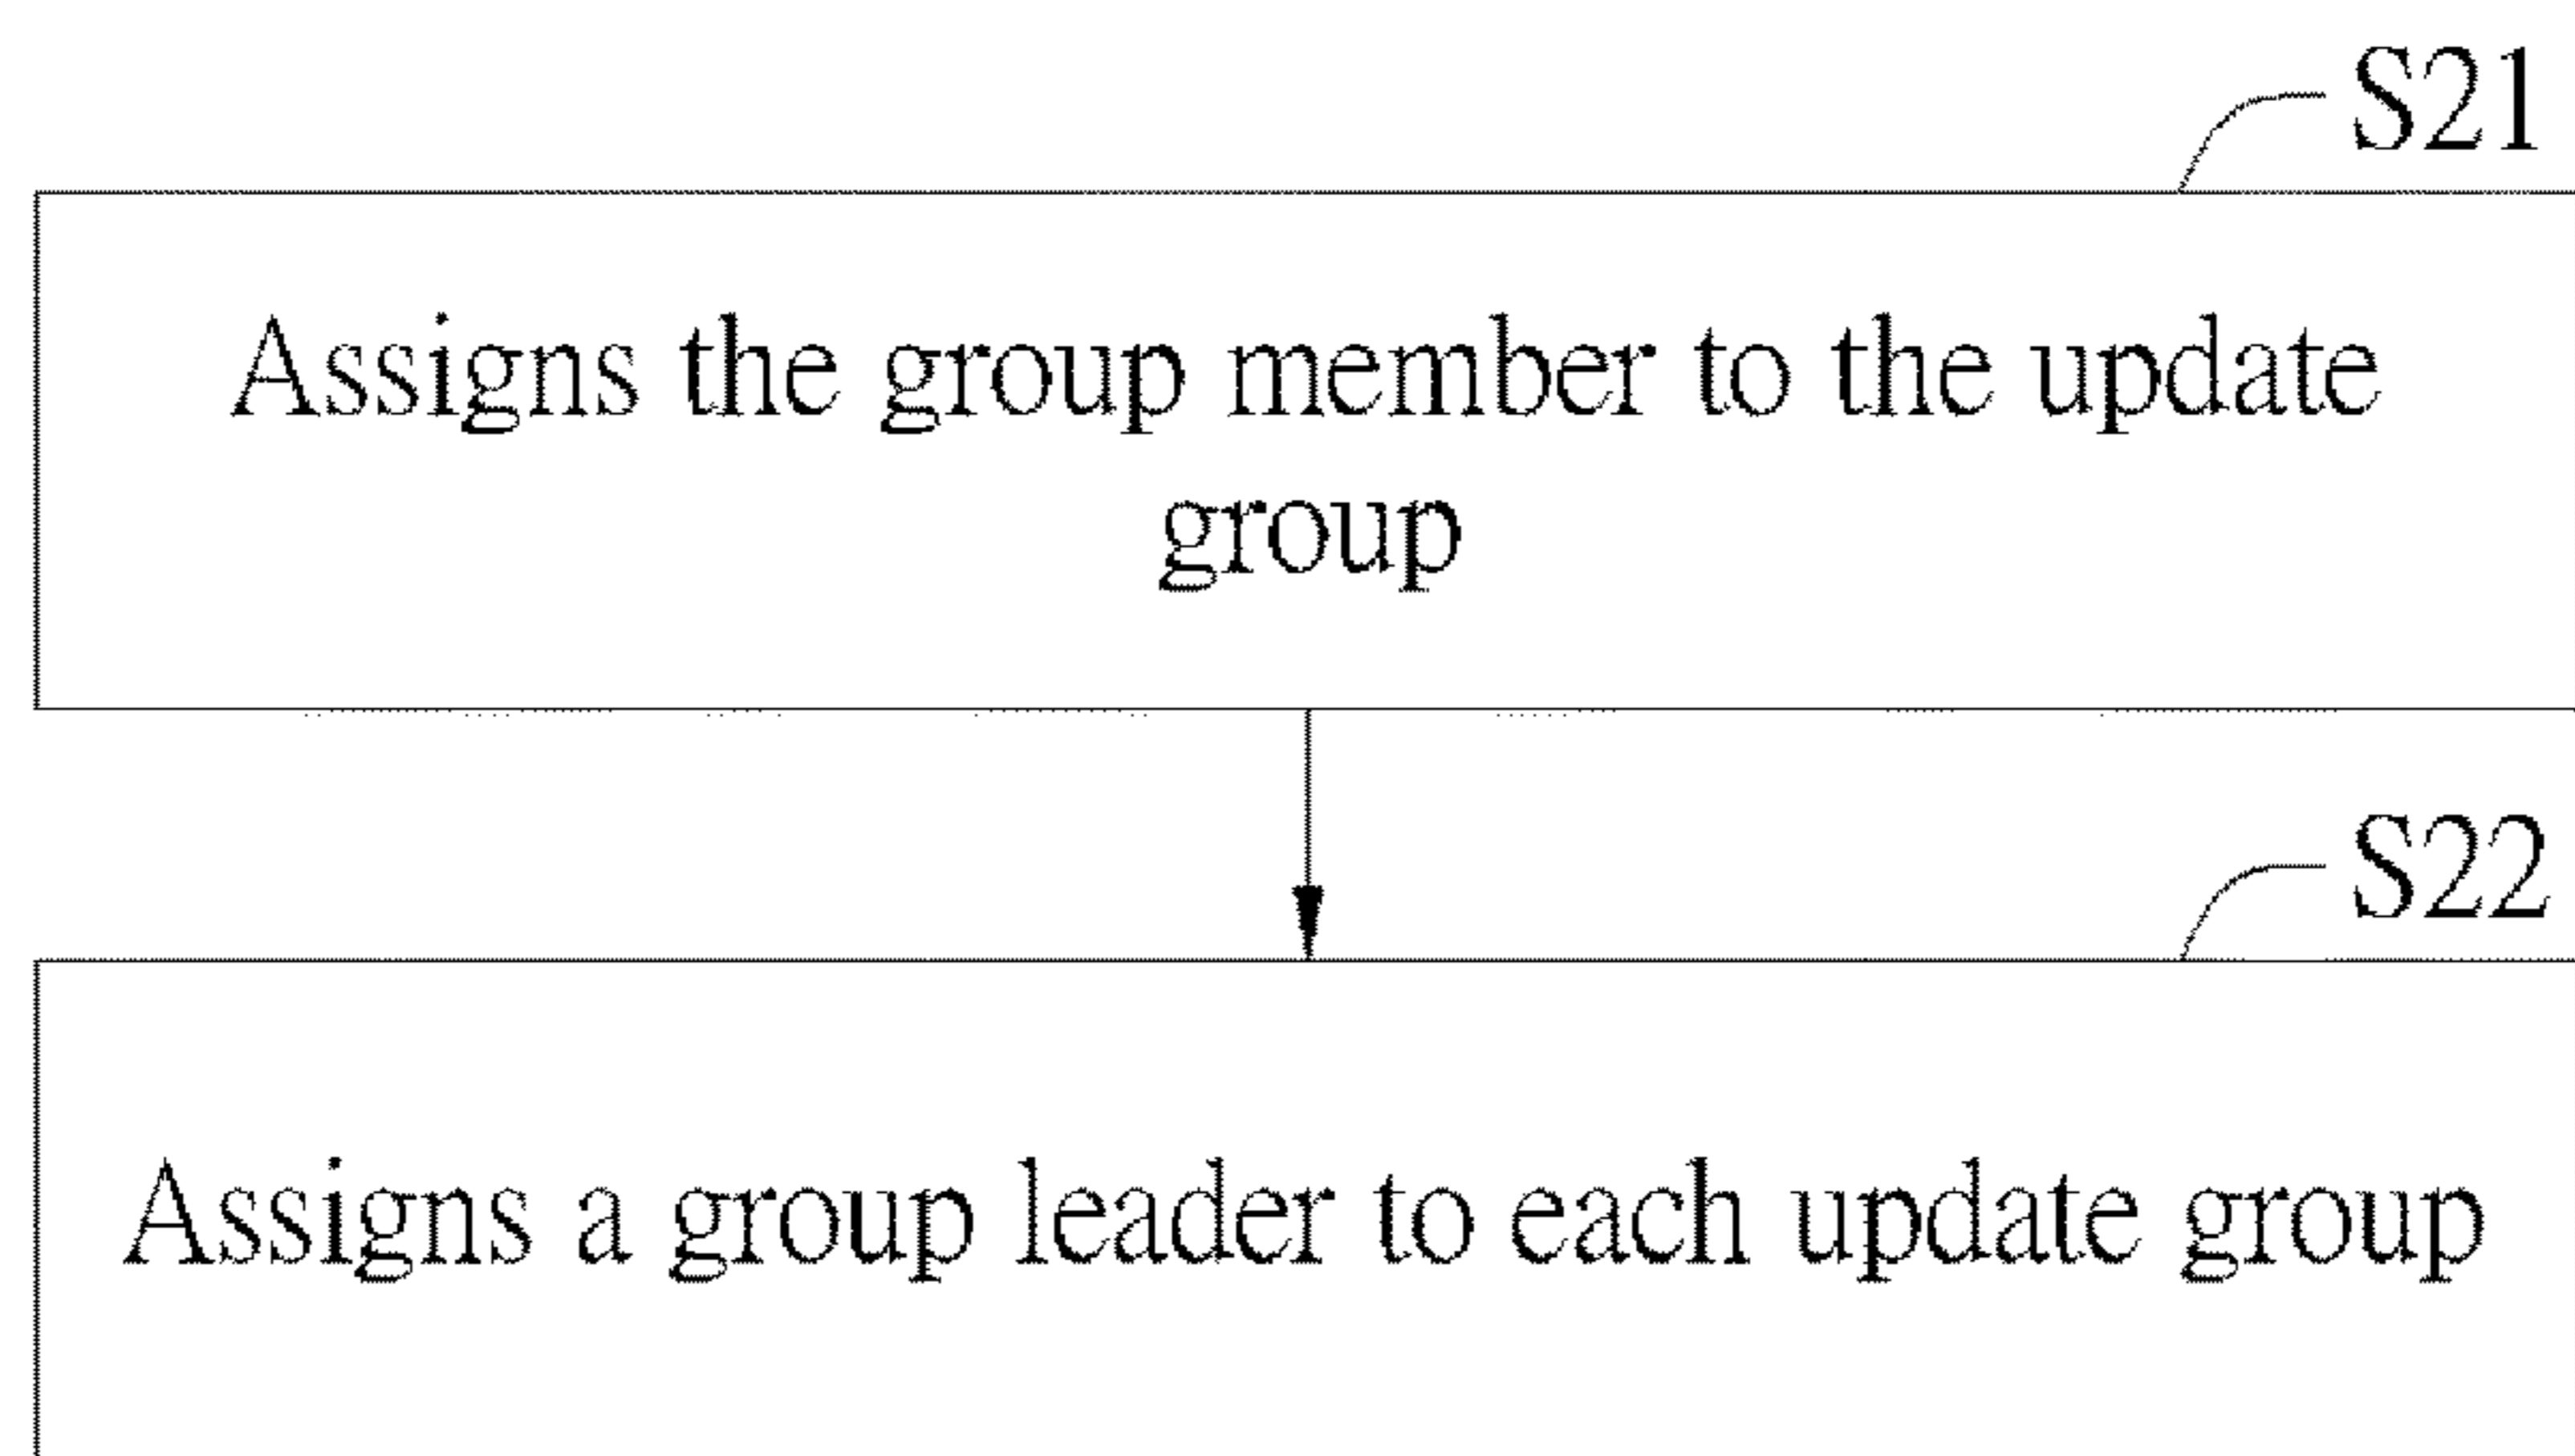 S21
Assigns the group member to the update
group
S22
Assigns a group leader to each update group